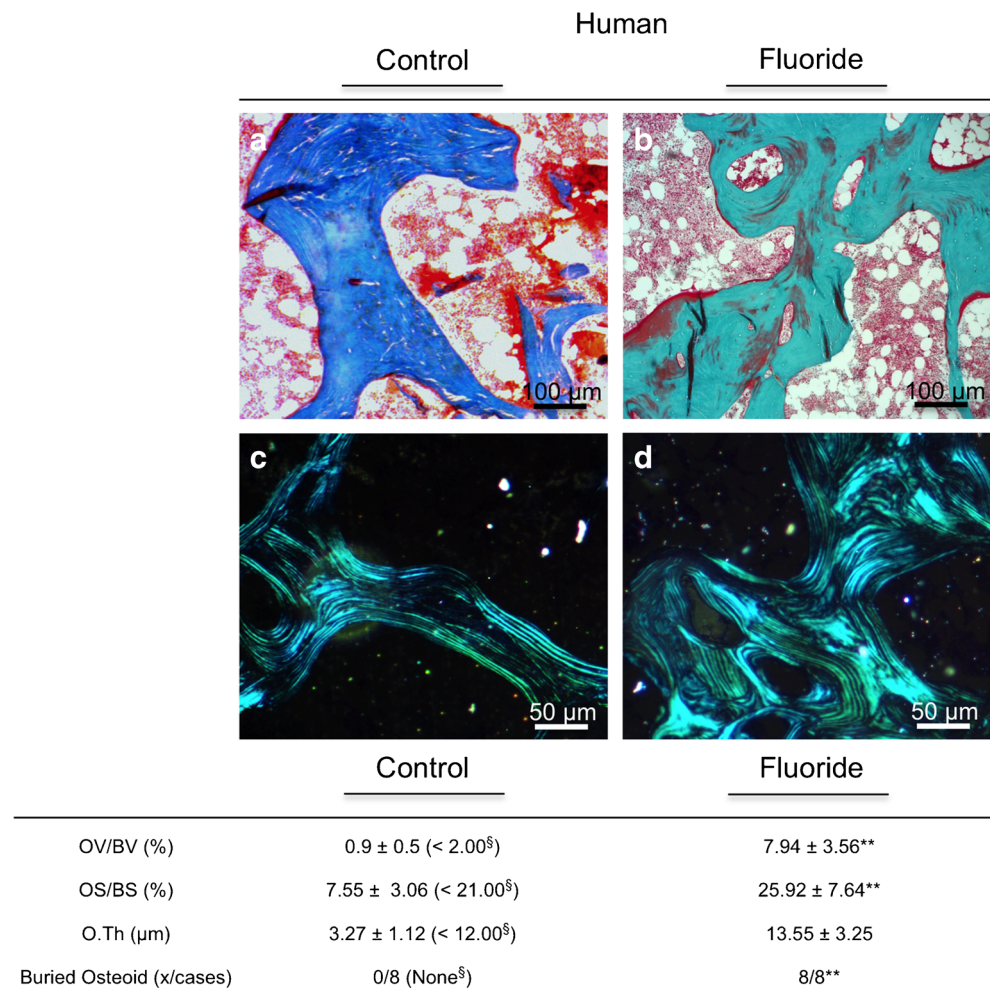 Human
Control Fluoride
a b
100 µm 100 µm
c d
50 µm 50 µm
Control Fluoride
OV/BV (%) 0.9 ± 0.5 (< 2.00§) 7.94 ± 3.56**
OS/BS (%) 7.55 ± 3.06 (< 21.00§) 25.92 ± 7.64**
O.Th (µm) 3.27 ± 1.12 (< 12.00§) 13.55 ± 3.25
Buried Osteoid (x/cases) 0/8 (None§) 8/8**